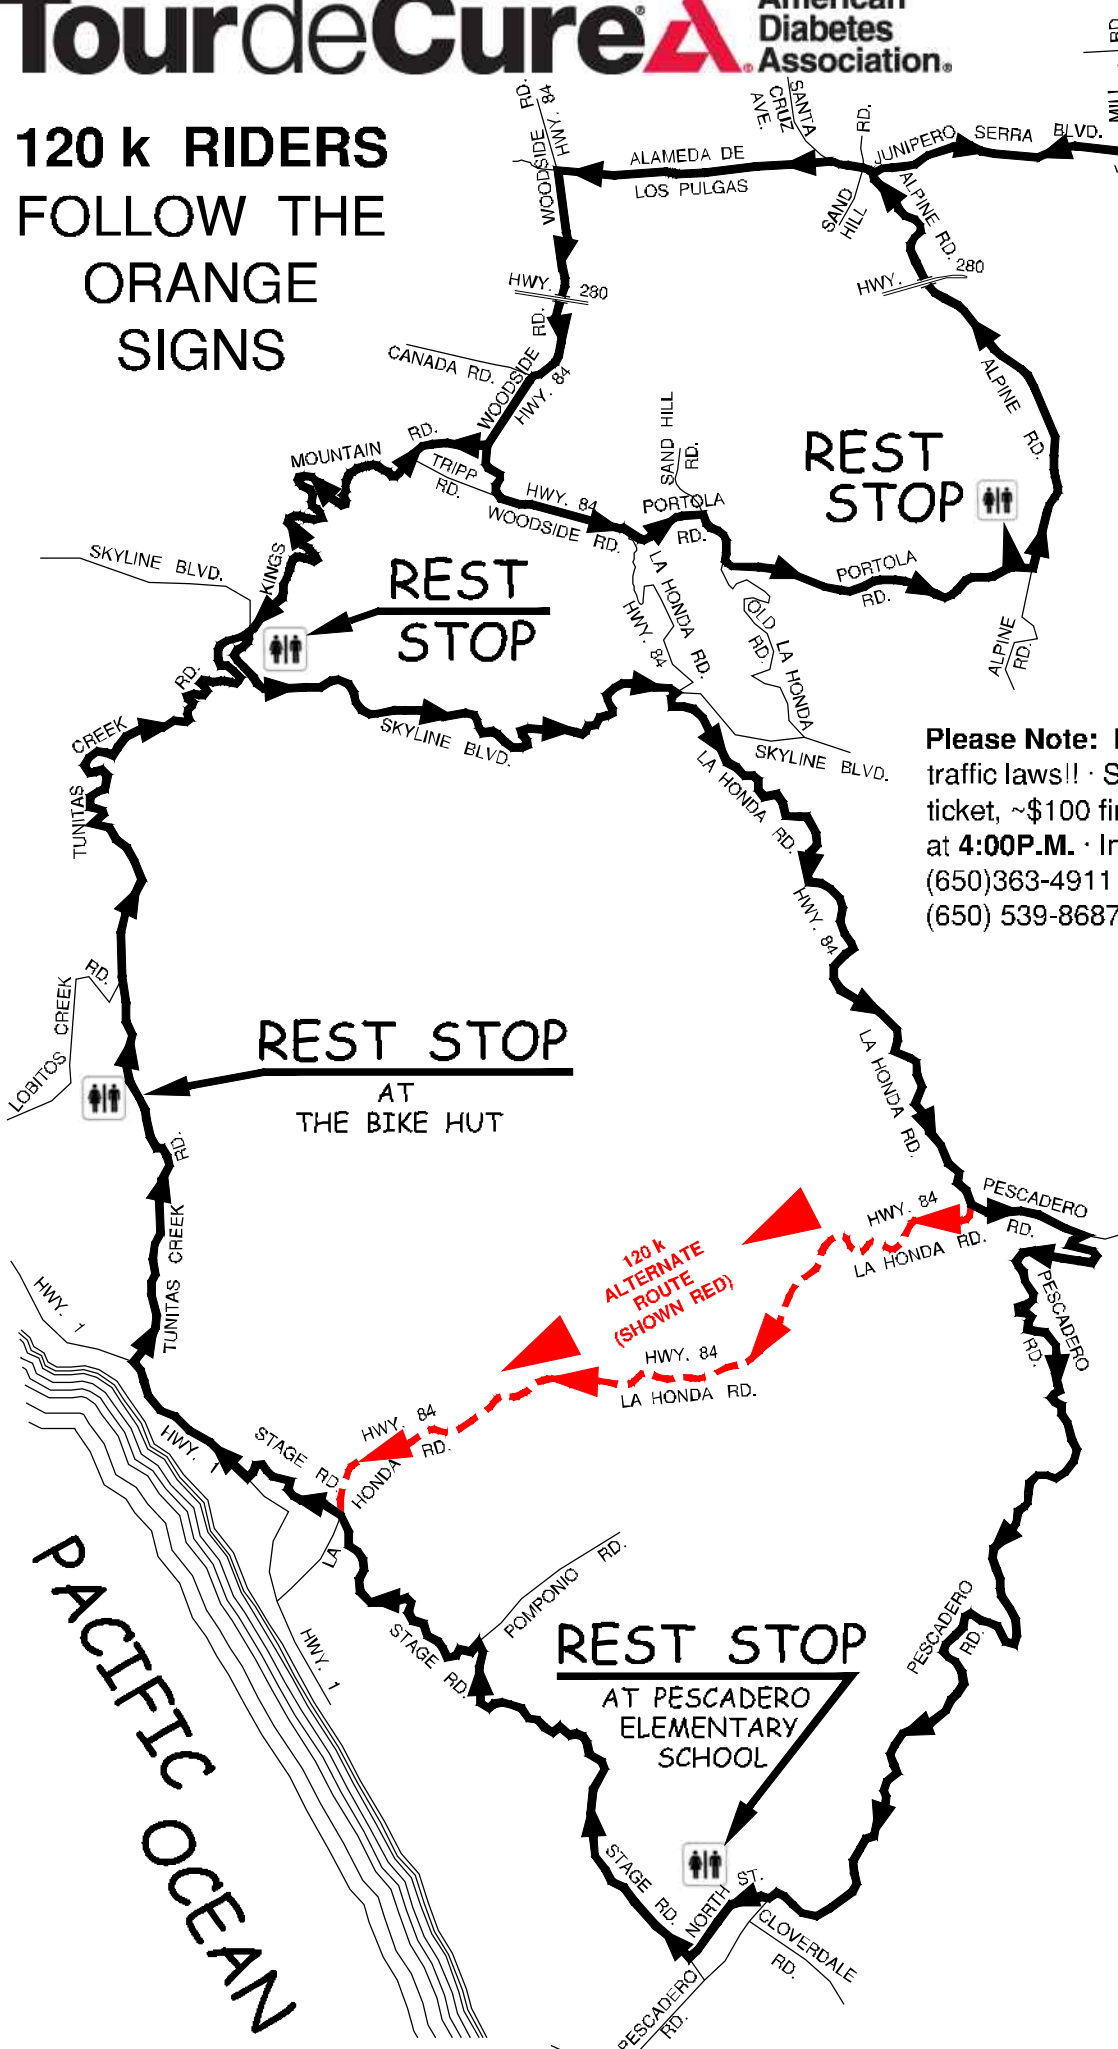 TourdeCure
American
Diabetes
Association®
120 k RIDERS
FOLLOW THE
ORANGE
SIGNS
WOODSIDE RD.
HWY. 84
ALAMEDA DE
LOS PULGAS
SANTA
CRUZ
AVE.
SAND
HILL
RD.
JUNIPERO SERRA BLVD.
MILL
RD.
ALPINE RD.
HWY. 280
HWY. 280
CANADA RD.
WOODSIDE RD.
HWY. 84
ALPINE RD.
REST
STOP
MOUNTAIN RD.
TRIPP
RD.
SAND HILL
RD.
HWY. 84
WOODSIDE RD.
PORTOLA
RD.
SKYLINE BLVD.
KINGS
REST
STOP
LA HONDA RD.
HWY. 84
OLD LA HONDA
RD.
PORTOLA
RD.
ALPINE
RD.
CREEK RD.
TUNITAS
SKYLINE BLVD.
SKYLINE BLVD.
LA HONDA RD.
Please Note:
traffic laws!! · S
ticket, ~$100 fi
at 4:00P.M. · In
(650)363-4911
(650) 539-8687
HWY. 84
LOBITOS CREEK RD.
REST STOP
AT
THE BIKE HUT
LA HONDA RD.
TUNITAS CREEK RD.
HWY. 84
LA HONDA RD.
PESCADERO
RD.
120 k
ALTERNATE
ROUTE
(SHOWN RED)
HWY. 1
PESCADERO
RD.
HWY. 84
LA HONDA RD.
HWY. 84
LA HONDA RD.
STAGE RD.
HWY. 1
PACIFIC OCEAN
HWY. 1
POMPONIO RD.
STAGE RD.
PESCADERO
RD.
REST STOP
AT PESCADERO
ELEMENTARY
SCHOOL
STAGE RD.
NORTH ST.
CLOVERDALE
RD.
PESCADERO
RD.